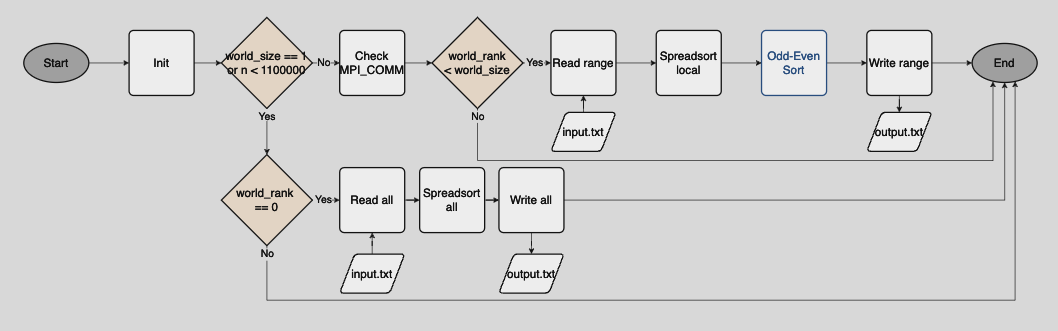 Start
Init
world_size == 1
or n < 1100000
No
Check
MPI_COMM
world_rank
< world_size
Yes
Read range
Spreadsort
local
Odd-Even
Sort
Write range
End
input.txt
output.txt
Yes
No
world_rank
== 0
Yes
Read all
Spreadsort
all
Write all
No
input.txt
output.txt